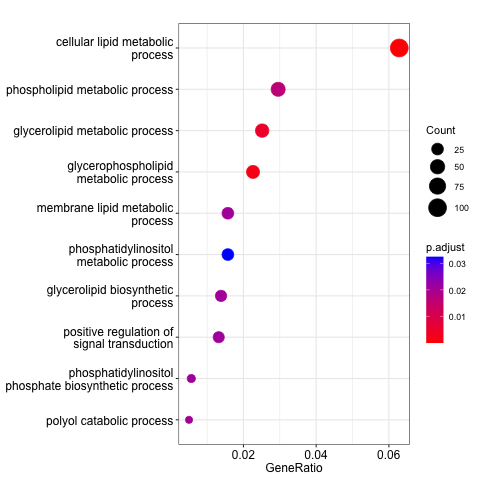 cellular lipid metabolic
process
phospholipid metabolic process
glycerolipid metabolic process
glycerophospholipid
metabolic process
membrane lipid metabolic
process
phosphatidylinositol
metabolic process
glycerolipid biosynthetic
process
positive regulation of
signal transduction
phosphatidylinositol
phosphate biosynthetic process
polyol catabolic process
0.02 0.04 0.06
GeneRatio
Count
25
50
75
100
p.adjust
0.03
0.02
0.01